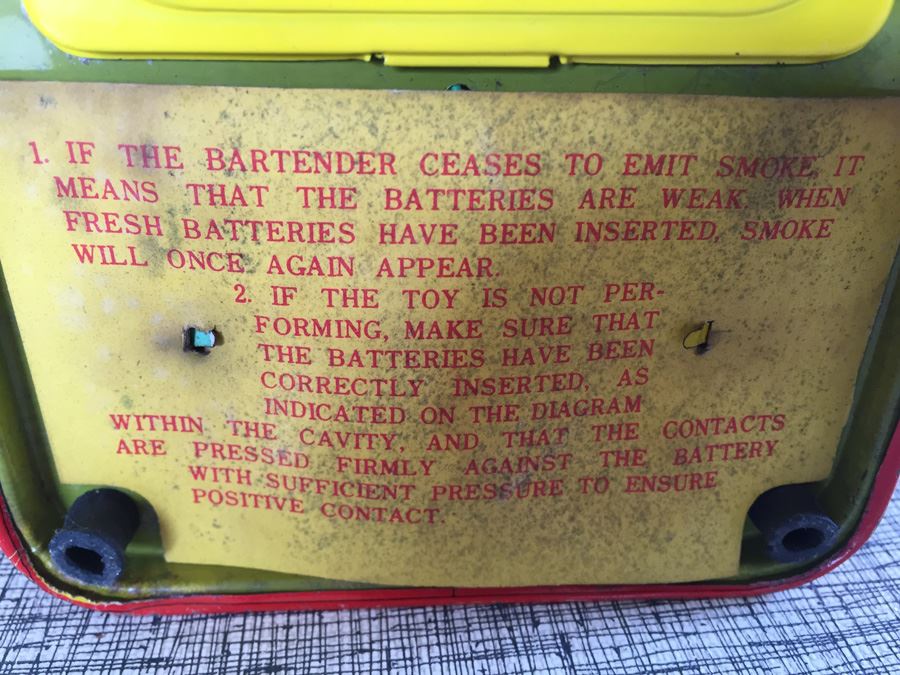 1. IF THE BARTENDER CEASES TO EMIT SMOKE, IT
MEANS THAT THE BATTERIES ARE WEAK. WHEN
FRESH BATTERIES HAVE BEEN INSERTED, SMOKE
WILL ONCE AGAIN APPEAR.
2. IF THE TOY IS NOT PER-
FORMING, MAKE SURE THAT
THE BATTERIES HAVE BEEN
CORRECTLY INSERTED, AS
INDICATED ON THE DIAGRAM
WITHIN THE CAVITY, AND THAT THE CONTACTS
ARE PRESSED FIRMLY AGAINST THE BATTERY
WITH SUFFICIENT PRESSURE TO ENSURE
POSITIVE CONTACT.